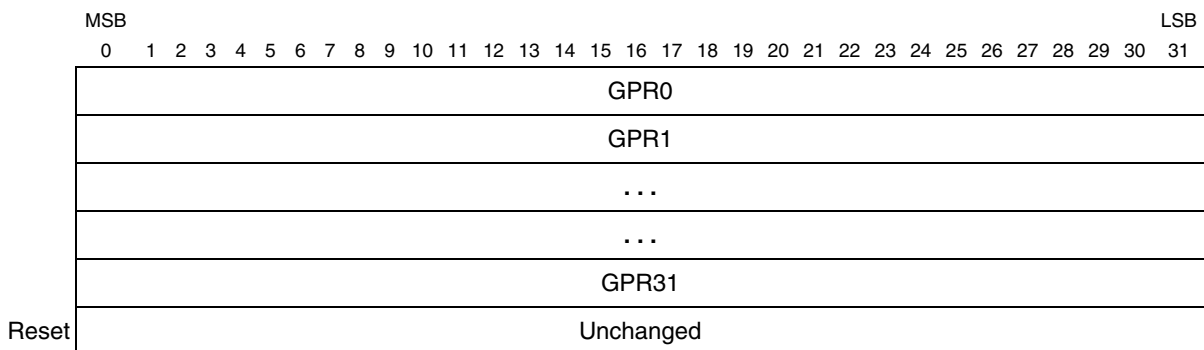 MSB LSB
0 1 2 3 4 5 6 7 8 9 10 11 12 13 14 15 16 17 18 19 20 21 22 23 24 25 26 27 28 29 30 31
GPR0
GPR1
. . .
. . .
GPR31
Reset Unchanged